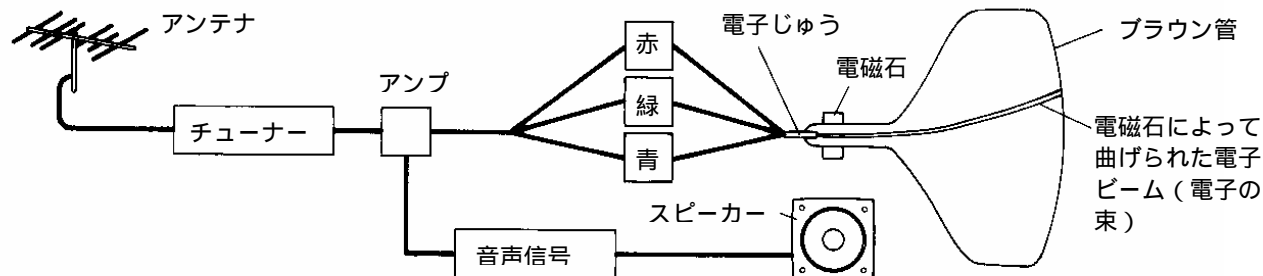 アンテナ
チューナー
アンプ
赤
緑
青
電子じゅう
電磁石
ブラウン管
電磁石によって
曲げられた電子
ビーム(電子の
束)
スピーカー
音声信号